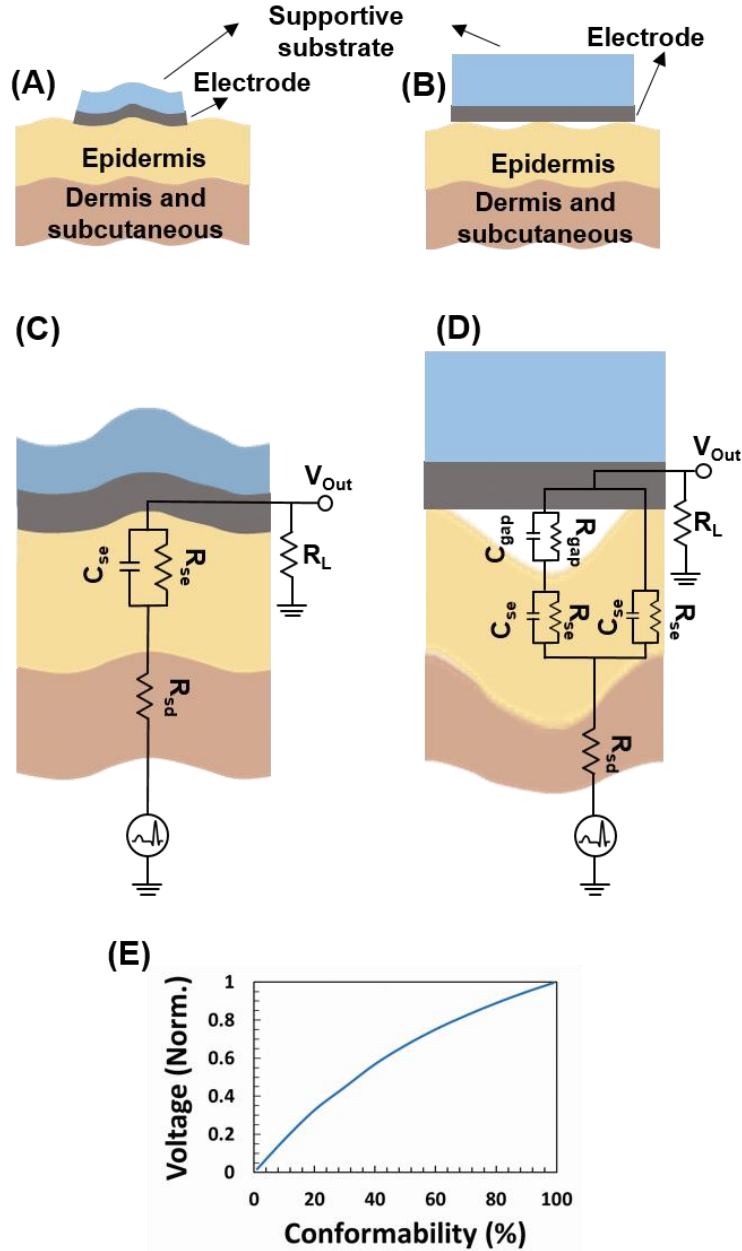 Supportive
substrate
(A)
Electrode
Epidermis
Dermis and
subcutaneous
(B)
Electrode
Epidermis
Dermis and
subcutaneous
(C)
VOut
RL
Cse
Rse
Rsd
(D)
VOut
RL
Cgap
Rgap
Cse
Rse
Cse
Rse
Rsd
(E)
Voltage (Norm.)
1
0.8
0.6
0.4
0.2
0
0 20 40 60 80 100
Conformability (%)